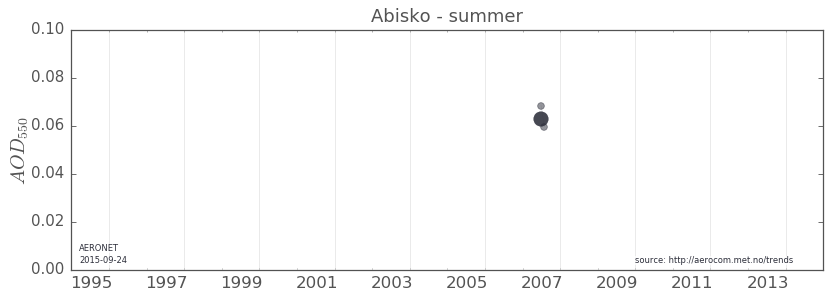 Abisko - summer
0.10
0.08
0.06
0.04
0.02
0.00
AOD550
AERONET
2015-09-24
source: http://aerocom.met.no/trends
1995 1997 1999 2001 2003 2005 2007 2009 2011 2013